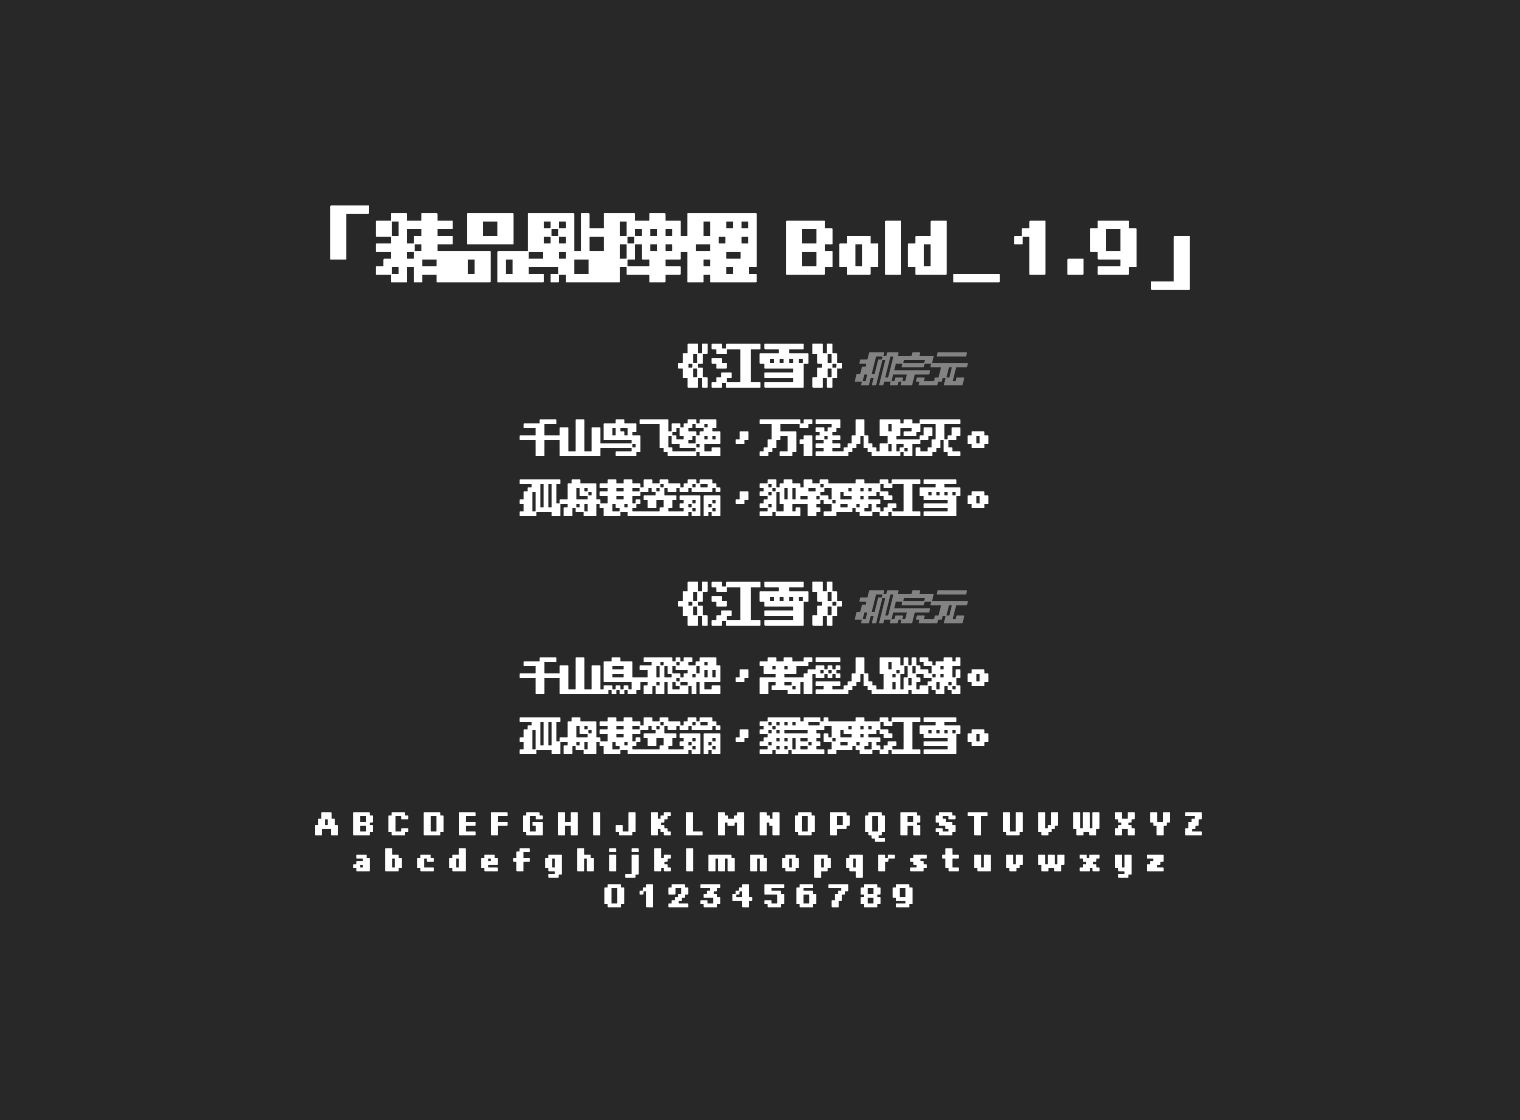 「精品點陣體 Bold_1.9」
《江雪》 柳宗元
千山鸟飞绝，万径人踪灭。
孤舟蓑笠翁，独钓寒江雪。
《江雪》 柳宗元
千山鳥飛絕，萬徑人蹤滅。
孤舟蓑笠翁，獨釣寒江雪。
A B C D E F G H I J K L M N O P Q R S T U V W X Y Z
a b c d e f g h i j k l m n o p q r s t u v w x y z
0 1 2 3 4 5 6 7 8 9